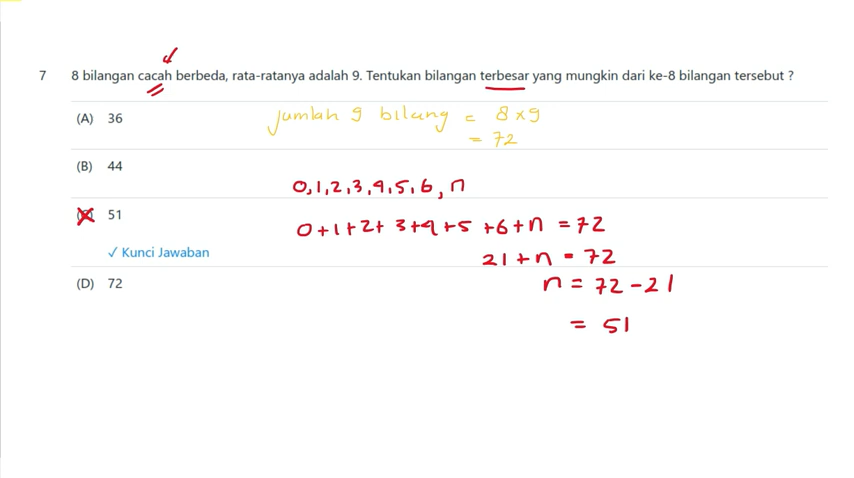 7 8 bilangan cacah berbeda, rata-ratanya adalah 9. Tentukan bilangan terbesar yang mungkin dari ke-8 bilangan tersebut ?
(A) 36
Jumlah 9 bilang = 8 x 9
= 72
(B) 44
0,1,2,3,4,5,6, n
51
0+1+2+3+4+5+6+n = 72
✓ Kunci Jawaban
21 + n = 72
(D) 72
n = 72 - 21
= 51